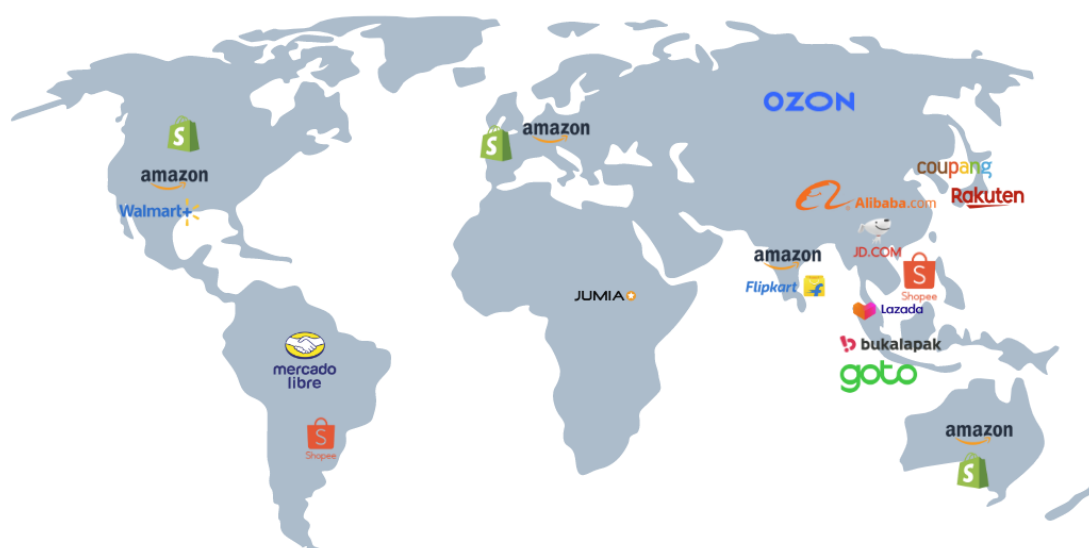 amazon
Walmart+
mercado
libre
Shopee
amazon
JUMIA
OZON
coupang
Rakuten
Alibaba.com
JD.COM
amazon
Flipkart
Shopee
Lazada
bukalapak
goto
amazon